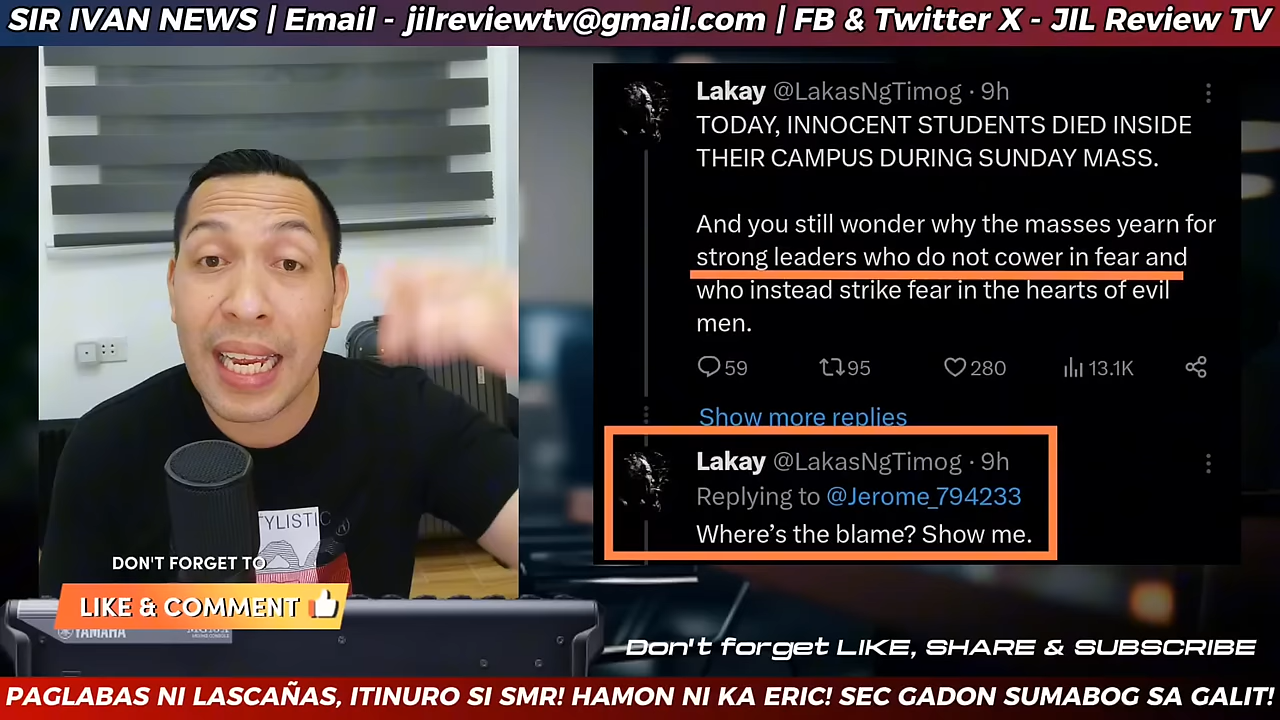 SIR IVAN NEWS | Email - jilreviewtv@gmail.com | FB & Twitter X - JIL Review TV
Lakay @LakasNgTimog · 9h
TODAY, INNOCENT STUDENTS DIED INSIDE
THEIR CAMPUS DURING SUNDAY MASS.
And you still wonder why the masses yearn for
strong leaders who do not cower in fear and
who instead strike fear in the hearts of evil
men.
59 95 280 13.1K
Show more replies
Lakay @LakasNgTimog · 9h
Replying to @Jerome_794233
Where's the blame? Show me.
TYLISTIC
DON'T FORGET TO
LIKE & COMMENT
YAMAHA
Don't forget LIKE, SHARE & SUBSCRIBE
PAGLABAS NI LASCAÑAS, ITINURO SI SMR! HAMON NI KA ERIC! SEC GADON SUMABOG SA GALIT!